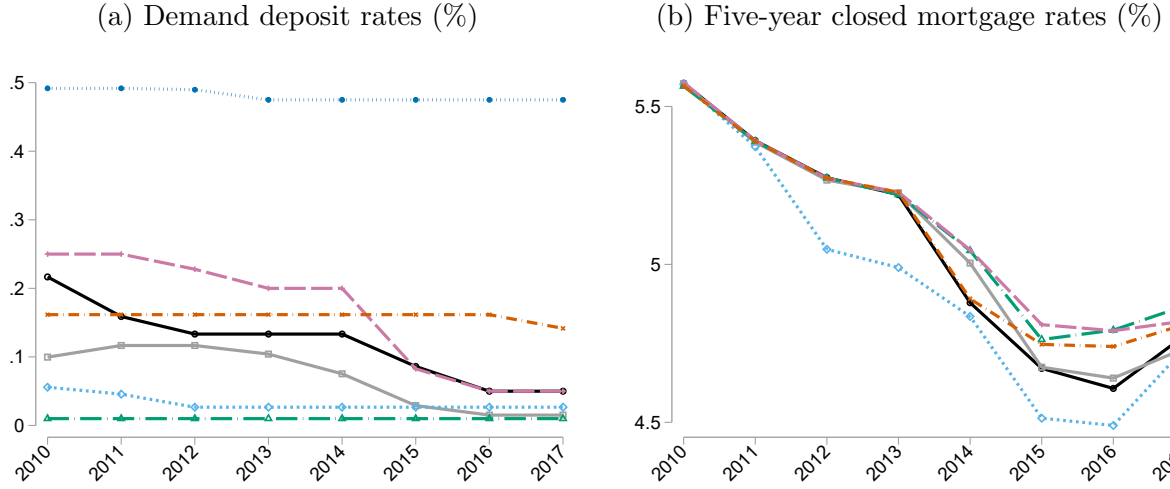 (a) Demand deposit rates (%)
.5
.4
.3
.2
.1
0
2010 2011 2012 2013 2014 2015 2016 2017
(b) Five-year closed mortgage rates (%)
5.5
5
4.5
2010 2011 2012 2013 2014 2015 2016